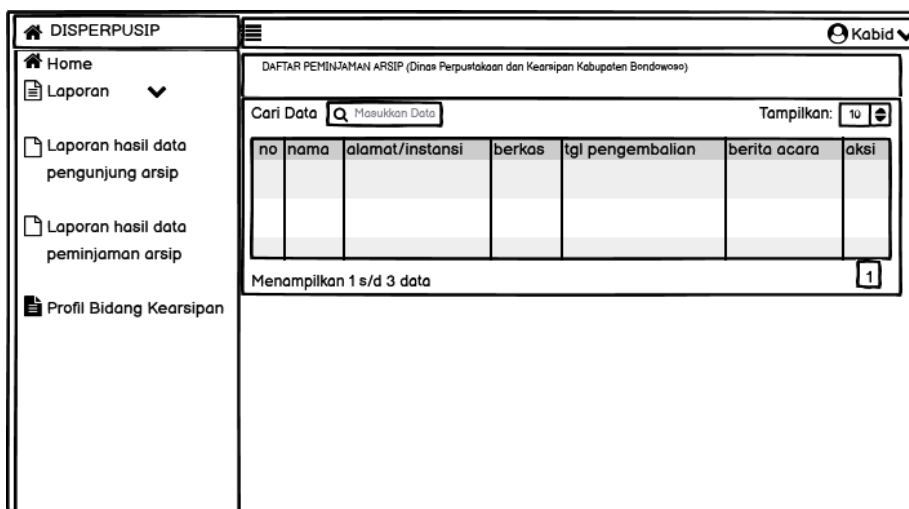 DISPERPUSIP
Kabid
Home
Laporan
Laporan hasil data
pengunjung arsip
Laporan hasil data
peminjaman arsip
Profil Bidang Kearsipan
DAFTAR PEMINJAMAN ARSIP (Dinas Perpustakaan dan Kearsipan Kabupaten Bondowoso)
Cari Data Masukkan Data Tampilkan: 10
no nama alamat/instansi berkas tgl pengembalian berita acara aksi
Menampilkan 1 s/d 3 data 1